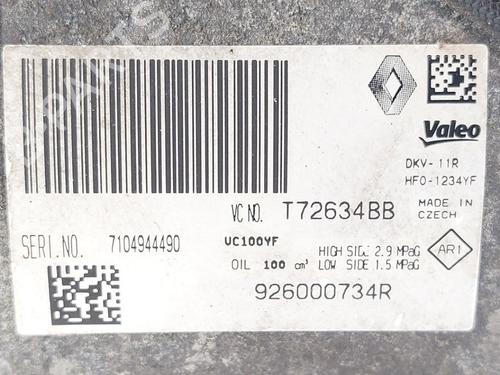 Valeo
DKV-11R
HFO-1234YF
VC NO. T72634BB
MADE IN
CZECH
SERI.NO. 7104944490
VC100YF
HIGH SIDE 2.9 MPaG
OIL 100 cm³ LOW SIDE 1.5 MPaG
AR1
926000734R